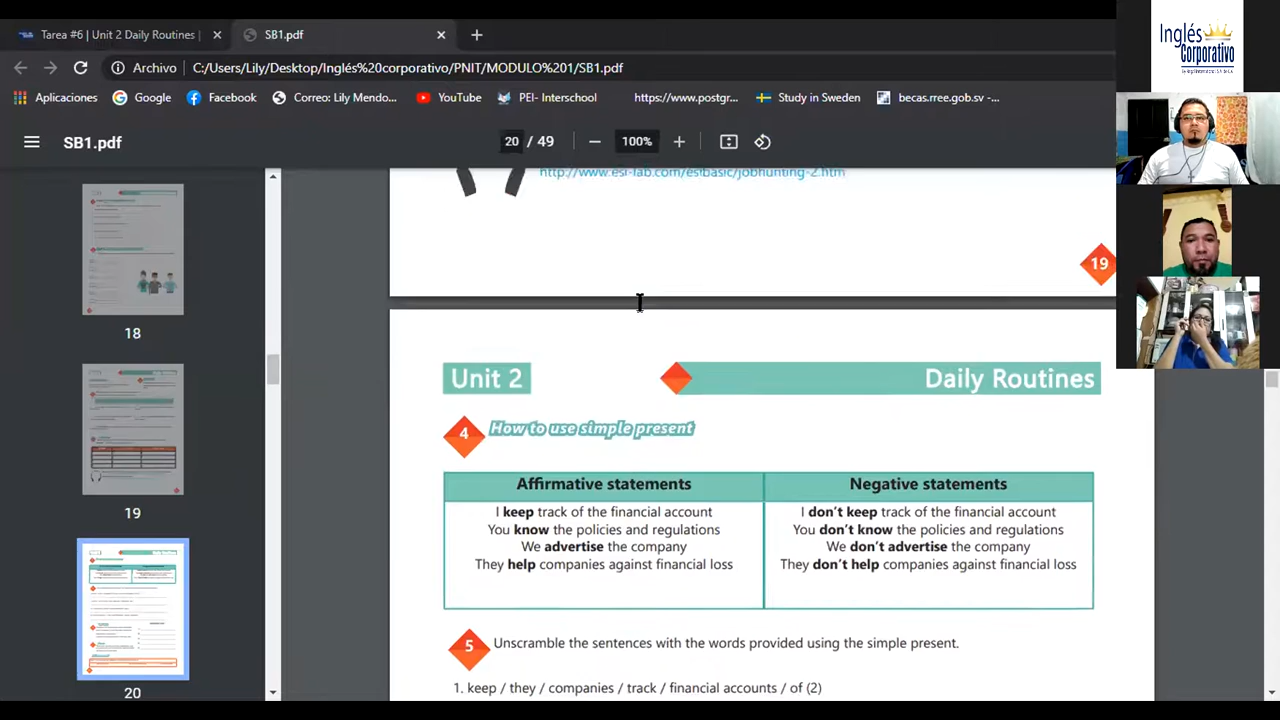 Tarea #6 | Unit 2 Daily Routines |
SB1.pdf
Archivo
C:/Users/Lily/Desktop/Inglés%20corporativo/PNITA/MODULO%201/SB1.pdf
Aplicaciones
Google
Facebook
Correo: Lily Mendo...
YouTube
PEI Innerschool
https://www.postgr...
Study in Sweden
becas.rree.gob.sv -...
SB1.pdf
20 / 49
100%
18
19
20
http://www.esl-lab.com/eslbasic/jobhunting-2.htm
19
Unit 2
Daily Routines
4
How to use simple present
Affirmative statements
Negative statements
I keep track of the financial account
I don't keep track of the financial account
You know the policies and regulations
You don't know the policies and regulations
We advertise the company
We don't advertise the company
They help companies against financial loss
They don't help companies against financial loss
5
Unscramble the sentences with the words provided using the simple present.
1. keep / they / companies / track / financial accounts / of (2)
Inglés
Corporativo